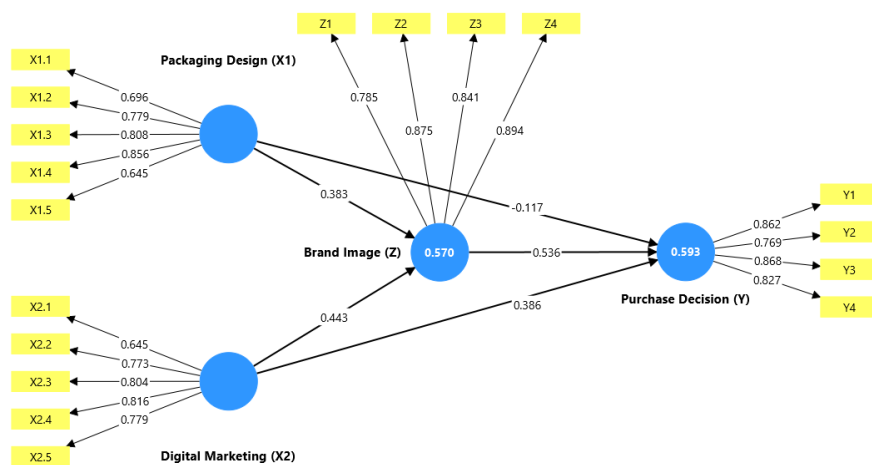 Z1
Z2
Z3
Z4
Packaging Design (X1)
X1.1
X1.2
X1.3
X1.4
X1.5
0.696
0.779
0.808
0.856
0.645
0.785
0.875
0.841
0.894
0.383
-0.117
Brand Image (Z)
0.570
0.536
0.593
Purchase Decision (Y)
0.862
0.769
0.868
0.827
Y1
Y2
Y3
Y4
0.443
0.386
X2.1
X2.2
X2.3
X2.4
X2.5
0.645
0.773
0.804
0.816
0.779
Digital Marketing (X2)